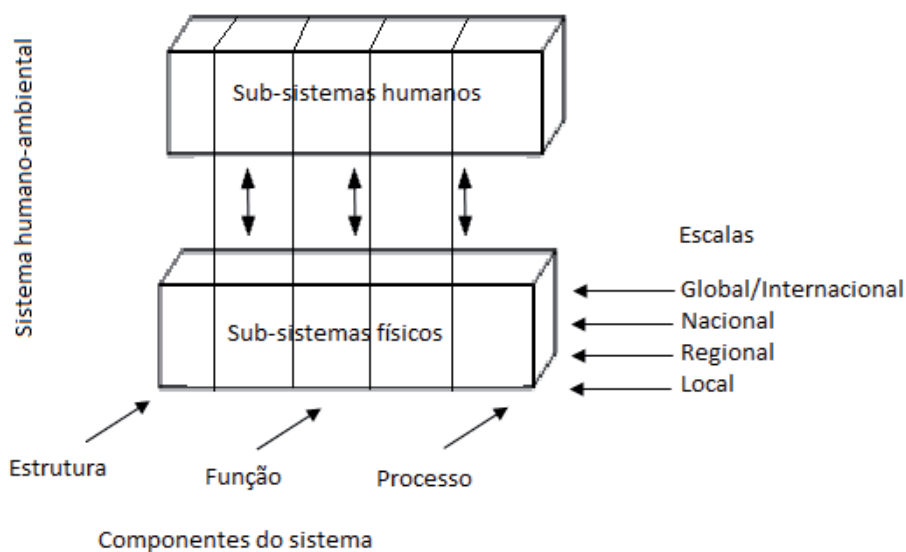 Sistema humano-ambiental
Sub-sistemas humanos
Sub-sistemas físicos
Escalas
Global/Internacional
Nacional
Regional
Local
Estrutura
Função
Processo
Componentes do sistema